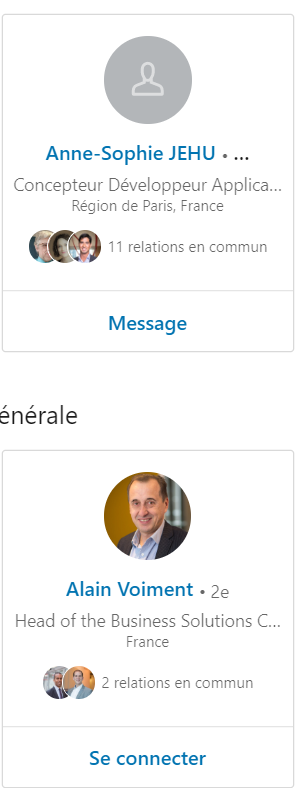 Anne-Sophie JEHU • ...
Concepteur Développeur Applica...
Région de Paris, France
11 relations en commun
Message
énérale
Alain Voiment • 2e
Head of the Business Solutions C...
France
2 relations en commun
Se connecter